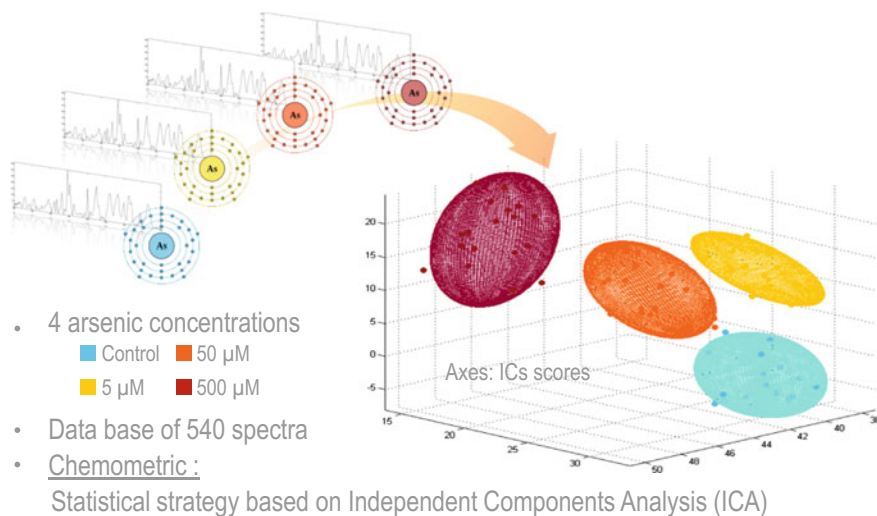 As
As
As
As
• 4 arsenic concentrations
Control 50 µM
5 µM 500 µM
• Data base of 540 spectra
• Chemometric :
Statistical strategy based on Independent Components Analysis (ICA)
20
15
10
5
0
-5
Axes: ICs scores
15
20
25
30
50
48
46
44
42
40